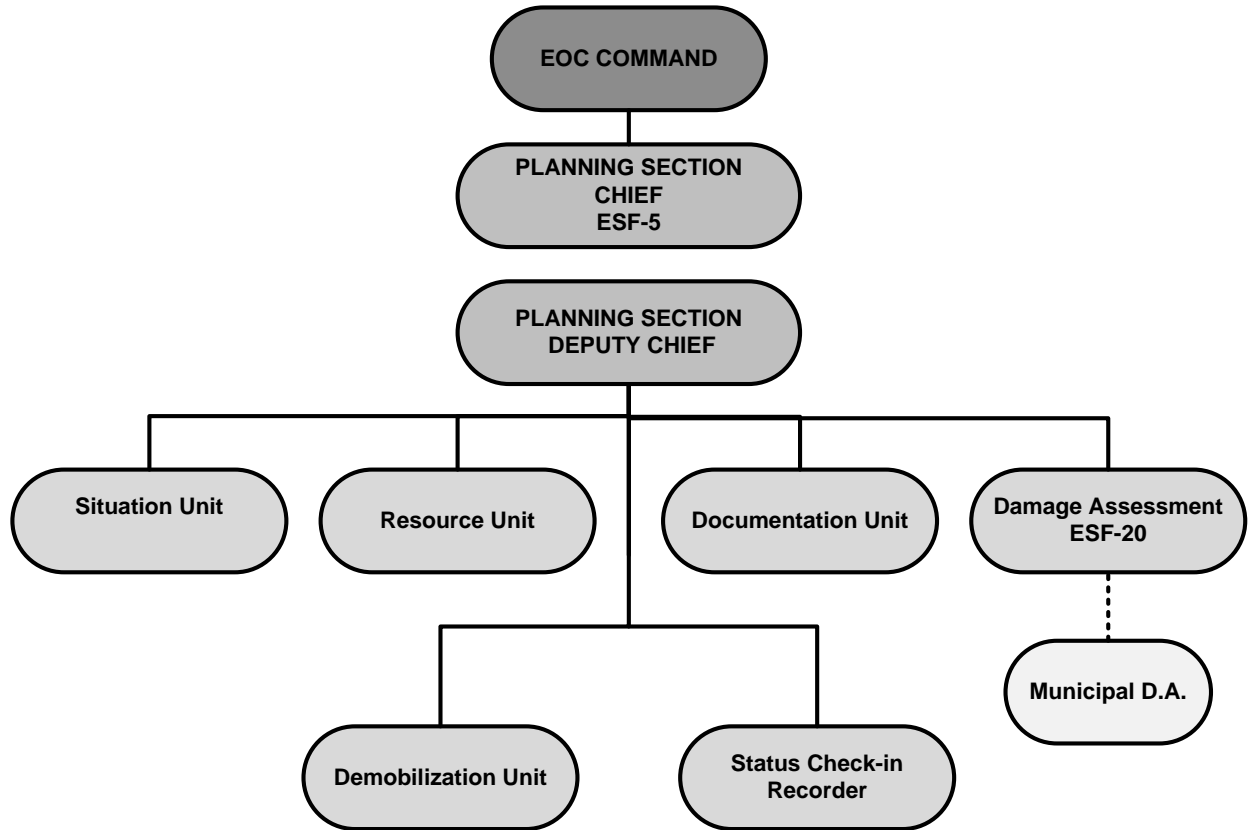 EOC COMMAND
PLANNING SECTION
CHIEF
ESF-5
PLANNING SECTION
DEPUTY CHIEF
Situation Unit
Resource Unit
Documentation Unit
Damage Assessment
ESF-20
Municipal D.A.
Demobilization Unit
Status Check-in
Recorder